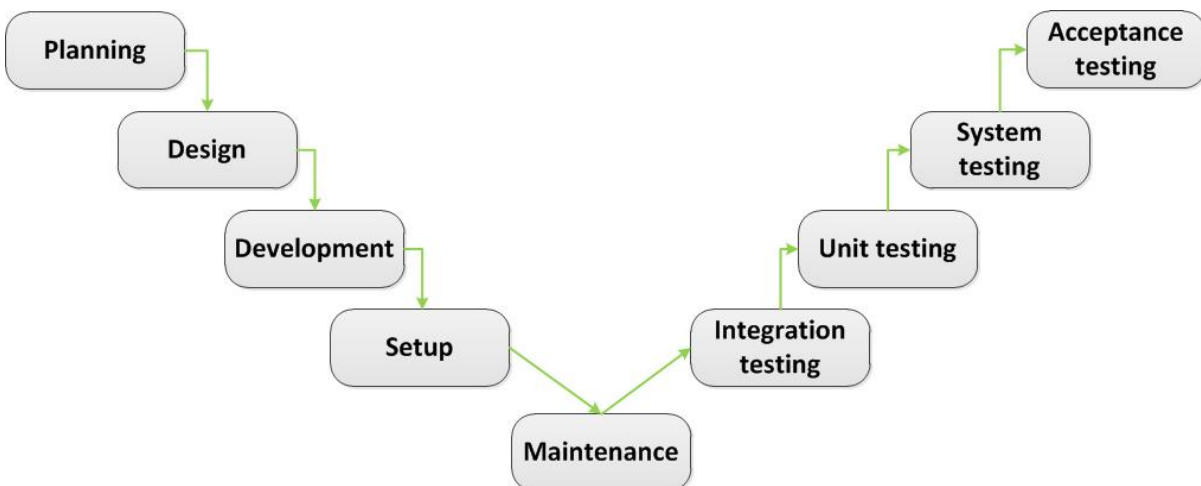 Planning
Acceptance
testing
Design
System
testing
Development
Unit testing
Setup
Integration
testing
Maintenance